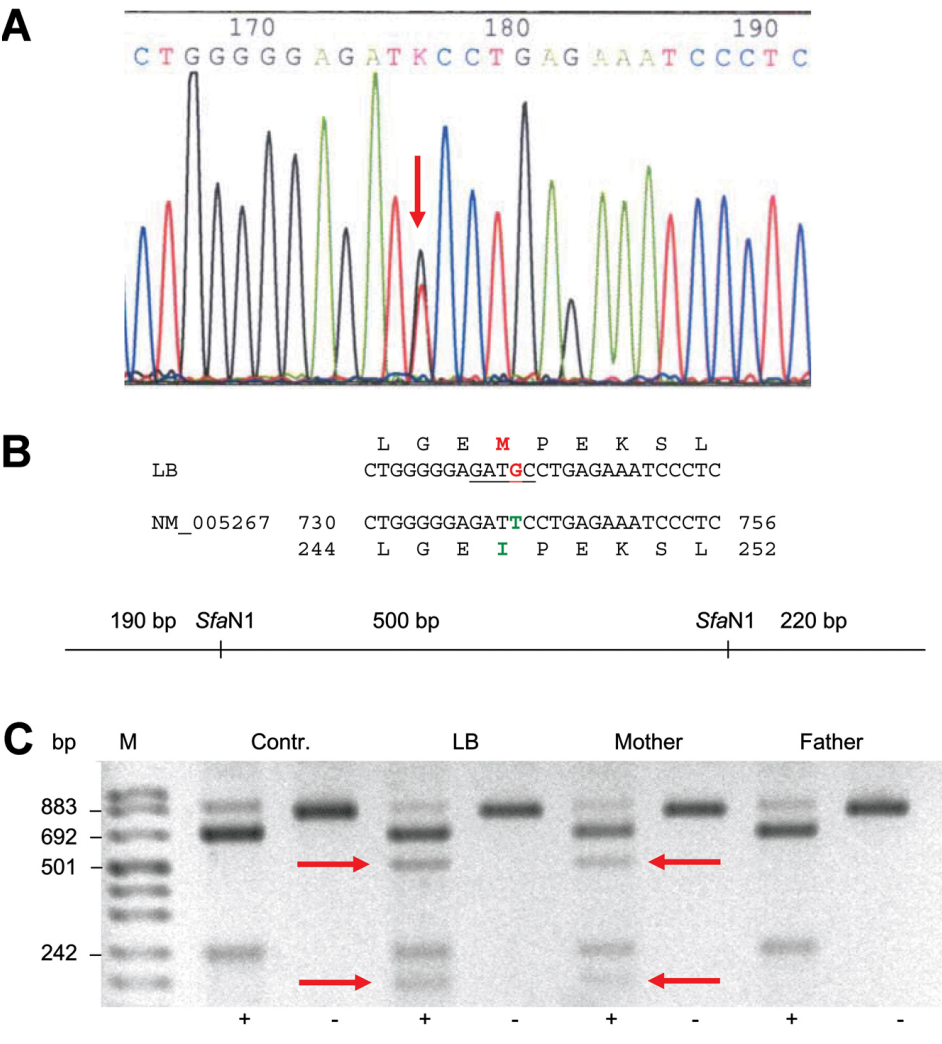 A
170 180 190
C T G G G G G A G A T K C C T G A G A A A T C C C T C
B
L G E M P E K S L
LB CTGGGGGAGATGCCTGAGAAATCCCTC
NM_005267 730 CTGGGGGAGATTCCTGAGAAATCCCTC 756
244 L G E I P E K S L 252
190 bp SfaN1 500 bp SfaN1 220 bp
C bp M Contr. LB Mother Father
883
692
501
242
+ - + - + - + -